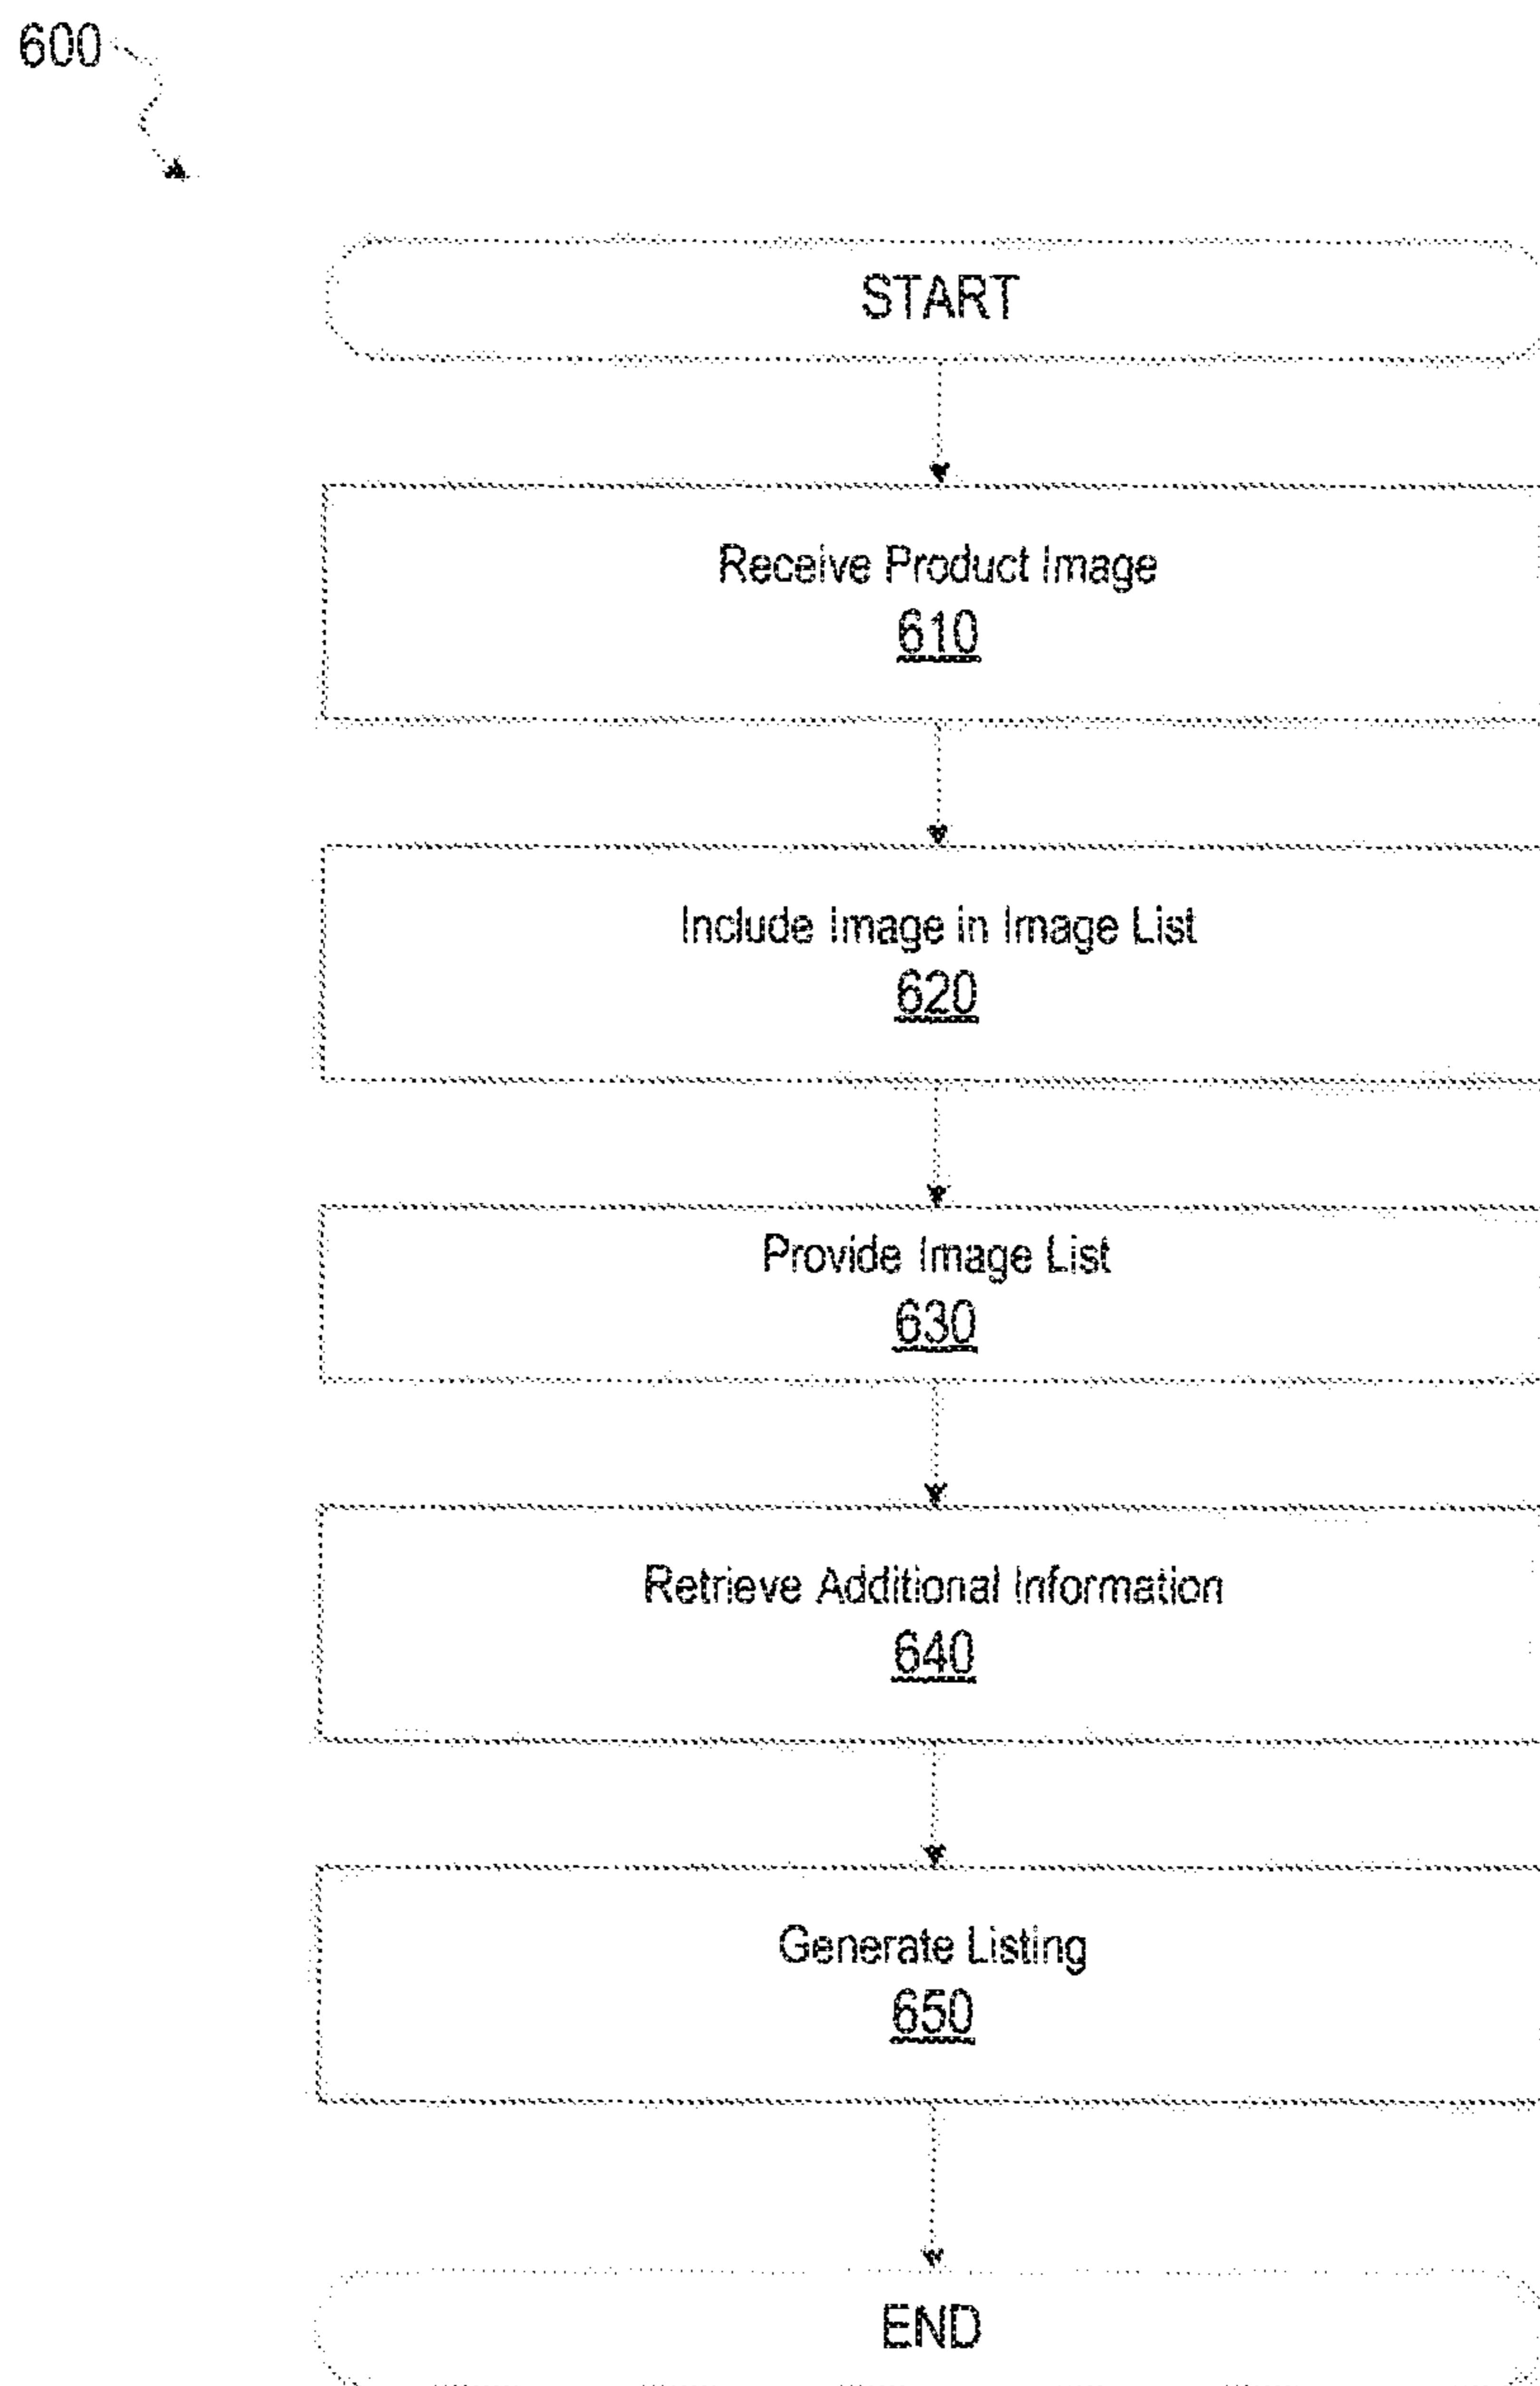 600
START
Receive Product Image
610
Include Image in Image List
620
Provide Image List
630
Retrieve Additional Information
640
Generate Listing
650
END